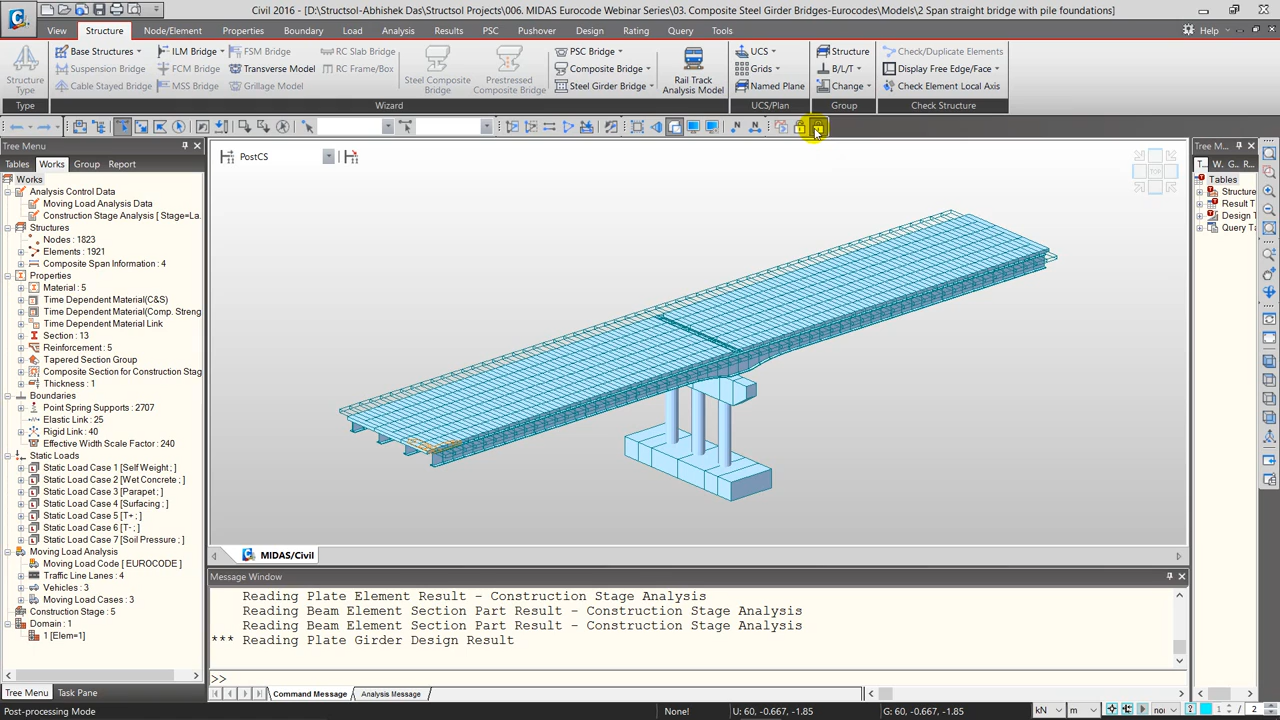 Civil 2016 - [D:\Structsol-Abhishek Das\Structsol Projects\006. MIDAS Eurocode Webinar Series\03. Composite Steel Girder Bridges-Eurocodes\Models\2 Span straight bridge with pile foundations]
View Structure Node/Element Properties Boundary Load Analysis Results PSC Pushover Design Rating Query Tools Help
Base Structures ILM Bridge FSM Bridge RC Slab Bridge PSC Bridge UCS Structure Check/Duplicate Elements
Suspension Bridge FCM Bridge Transverse Model RC Frame/Box Composite Bridge Grids B/L/T Display Free Edge/Face
Cable Stayed Bridge MSS Bridge Grillage Model Steel Girder Bridge Named Plane Change Check Element Local Axis
Structure Type
Steel Composite Bridge
Prestressed Composite Bridge
Rail Track Analysis Model
Type Wizard UCS/Plan Group Check Structure
Tree Menu
Tables Works Group Report
Works
Analysis Control Data
Moving Load Analysis Data
Construction Stage Analysis [ Stage=La.
Structures
Nodes : 1823
Elements : 1921
Composite Span Information : 4
Properties
Material : 5
Time Dependent Material(C&S)
Time Dependent Material(Comp. Streng
Time Dependent Material Link
Section : 13
Reinforcement : 5
Tapered Section Group
Composite Section for Construction Stag
Thickness : 1
Boundaries
Point Spring Supports : 2707
Elastic Link : 25
Rigid Link : 40
Effective Width Scale Factor : 240
Static Loads
Static Load Case 1 [Self Weight ; ]
Static Load Case 2 [Wet Concrete ; ]
Static Load Case 3 [Parapet ; ]
Static Load Case 4 [Surfacing ; ]
Static Load Case 5 [T+ ; ]
Static Load Case 6 [T- ; ]
Static Load Case 7 [Soil Pressure ; ]
Moving Load Analysis
Moving Load Code [ EUROCODE ]
Traffic Line Lanes : 4
Vehicles : 3
Moving Load Cases : 3
Construction Stage : 5
Domain : 1
1 [Elem=1]
Tree Menu Task Pane
PostCS
TOP
MIDAS/Civil
Message Window
Reading Plate Element Result - Construction Stage Analysis
Reading Beam Element Section Part Result - Construction Stage Analysis
Reading Beam Element Section Part Result - Construction Stage Analysis
*** Reading Plate Girder Design Result
>>
Command Message Analysis Message
Tree M...
T... W. G... R...
Tables
Structure
Result T
Design T
Query Ta
Post-processing Mode None! U: 60, -0.667, -1.85 G: 60, -0.667, -1.85 kN m nor 1 / 2